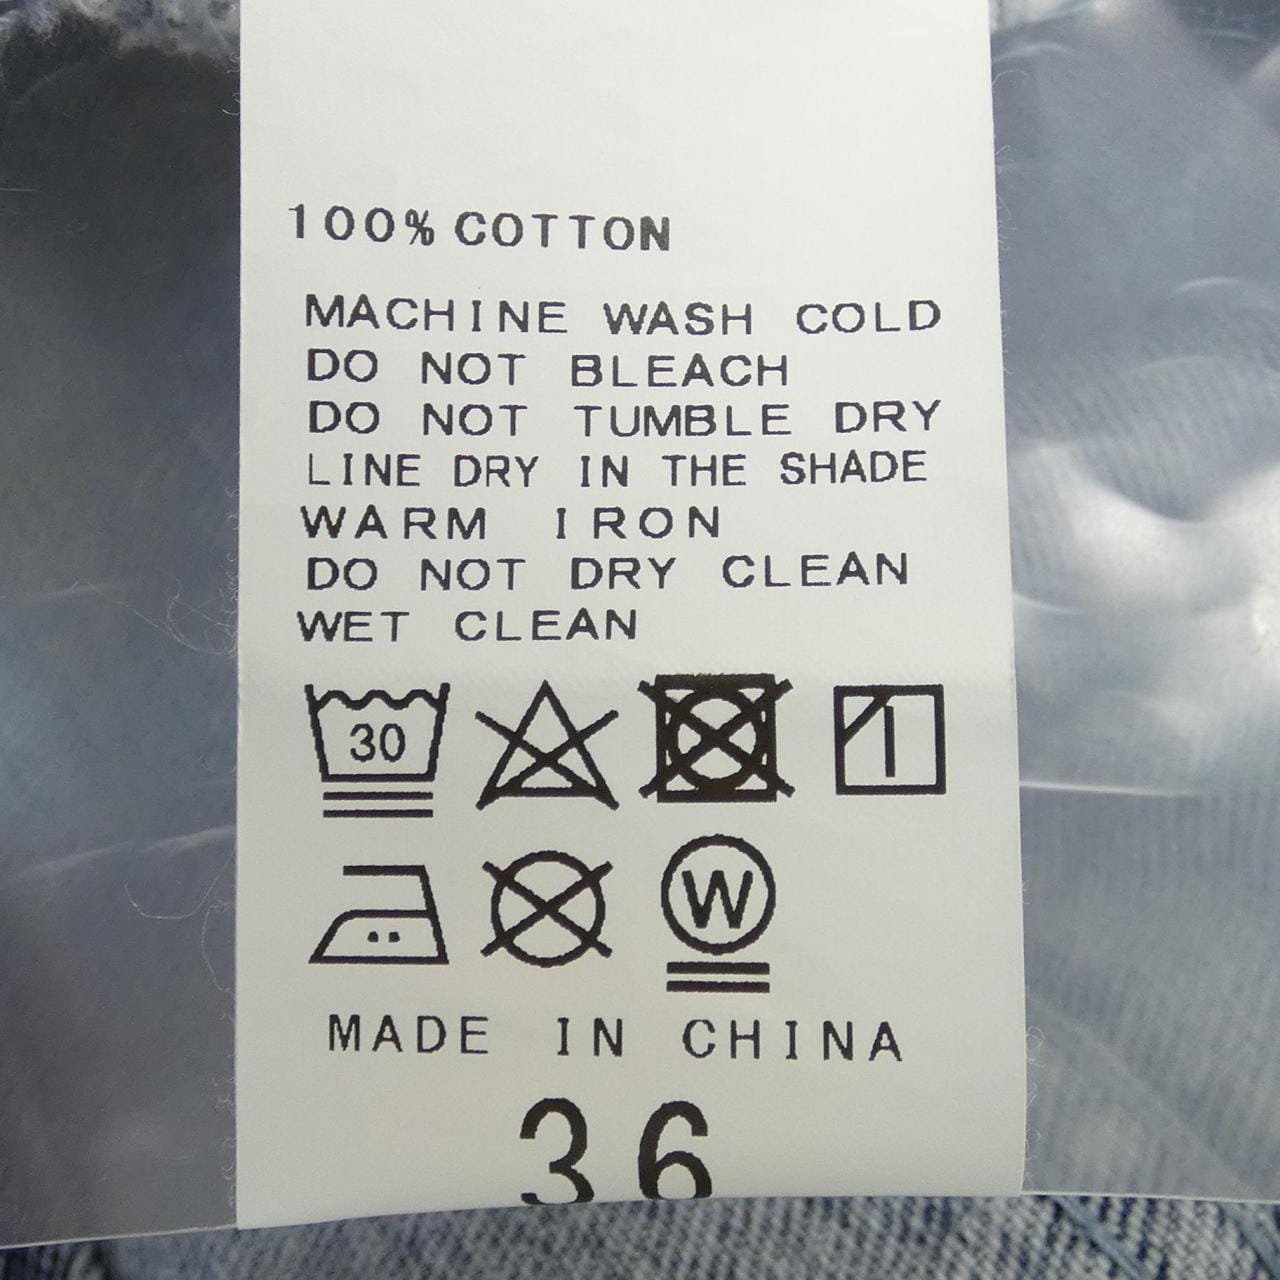 100% COTTON
MACHINE WASH COLD
DO NOT BLEACH
DO NOT TUMBLE DRY
LINE DRY IN THE SHADE
WARM IRON
DO NOT DRY CLEAN
WET CLEAN
30
W
MADE IN CHINA
36